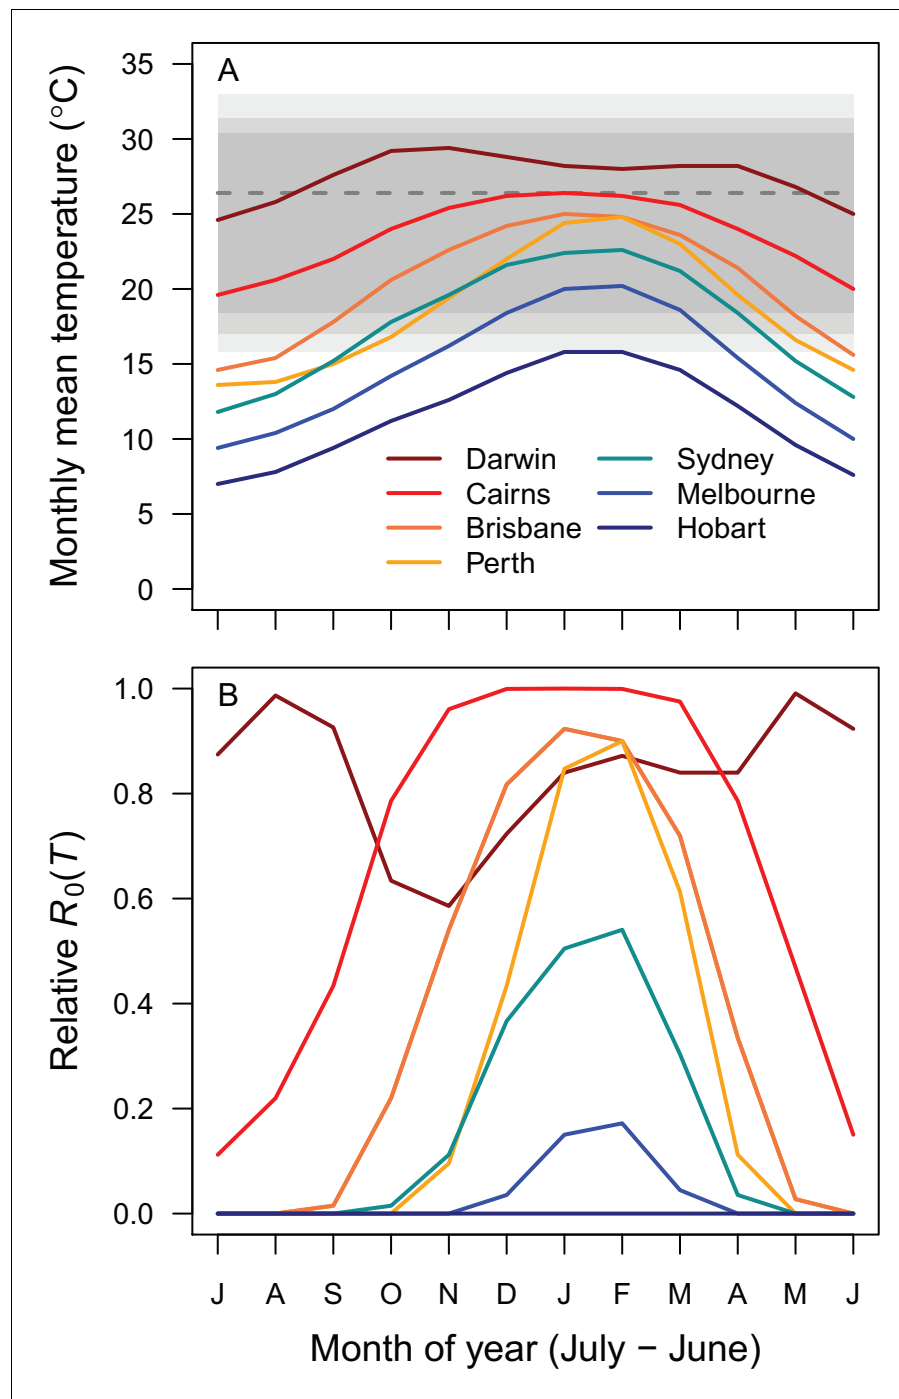 A
Monthly mean temperature (°C)
35
30
25
20
15
10
5
0
Darwin
Cairns
Brisbane
Perth
Sydney
Melbourne
Hobart
B
Relative R0(T)
1.0
0.8
0.6
0.4
0.2
0.0
J A S O N D J F M A M J
Month of year (July − June)